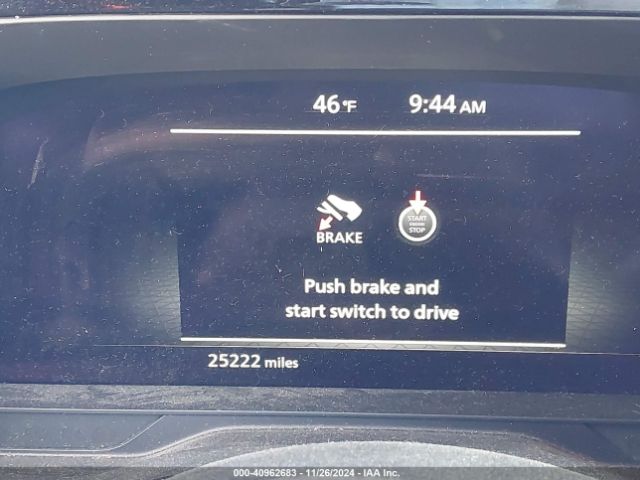 46°F 9:44 AM
BRAKE
START
STOP
Push brake and
start switch to drive
25222 miles
000-40962683 - 11/26/2024 - IAA Inc.